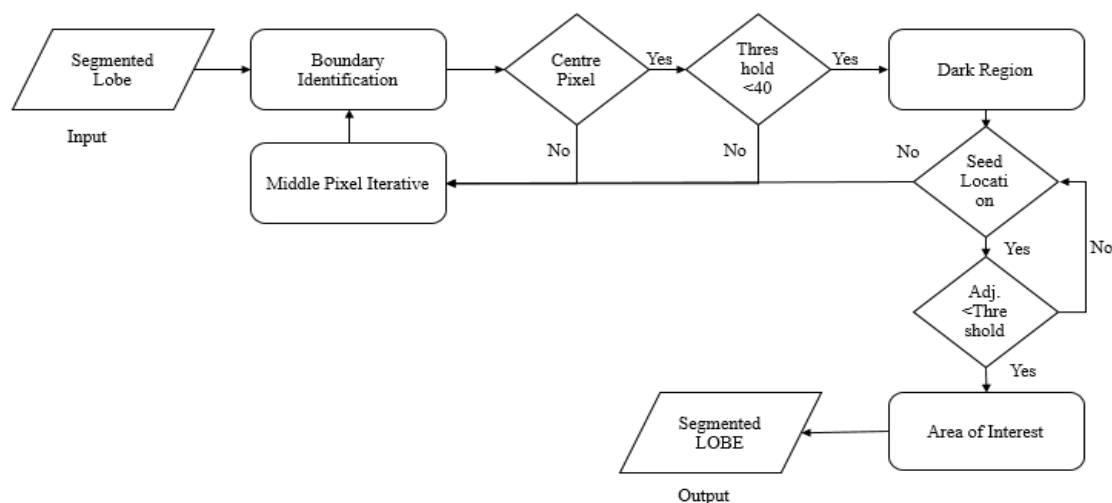 Segmented
Lobe
Input
Boundary
Identification
Centre
Pixel
Yes
Thres
hold
<40
Yes
Dark Region
No
No
Middle Pixel Iterative
No
Seed
Locati
on
Yes
No
Adj.
<Thre
shold
Yes
Area of Interest
Segmented
LOBE
Output